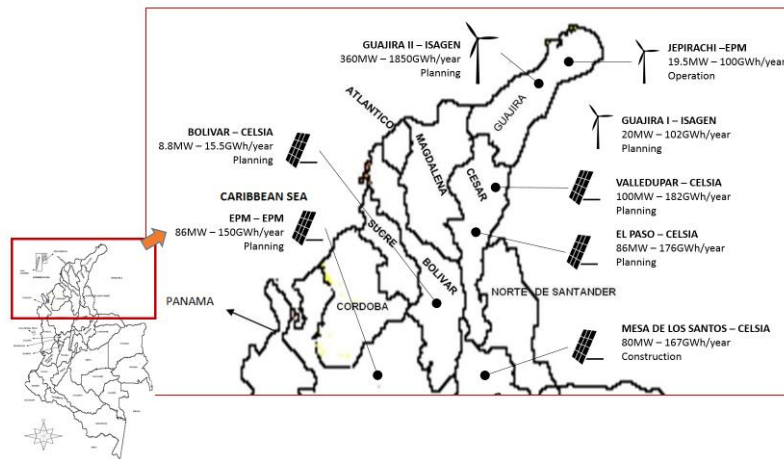 GUAJIRA II – ISAGEN
360MW – 1850GWh/year
Planning
JEPIRACHI –EPM
19.5MW – 100GWh/year
Operation
GUAJIRA I – ISAGEN
20MW – 102GWh/year
Planning
BOLIVAR – CELSIA
8.8MW – 15.5GWh/year
Planning
VALLEDUPAR – CELSIA
100MW – 182GWh/year
Planning
CARIBBEAN SEA
EPM – EPM
86MW – 150GWh/year
Planning
EL PASO – CELSIA
86MW – 176GWh/year
Planning
MESA DE LOS SANTOS – CELSIA
80MW – 167GWh/year
Construction
ATLANTICO
MAGDALENA
GUAJIRA
CESAR
SUCRE
BOLIVAR
CORDOBA
NORTE DE SANTANDER
PANAMA